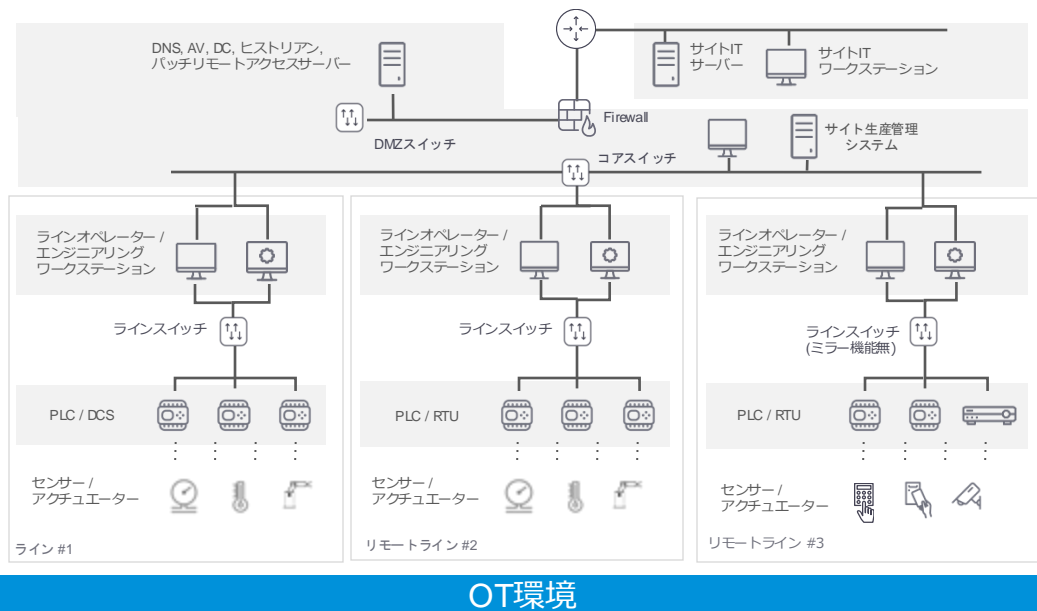 DNS, AV, DC, ヒストリアン,
パッチリモートアクセスサーバー
サイトIT
サーバー
サイトIT
ワークステーション
Firewall
DMZスイッチ
サイト生産管理
システム
コアスイッチ
ラインオペレーター /
エンジニアリング
ワークステーション
ラインスイッチ
PLC / DCS
センサー /
アクチュエーター
ライン #1
ラインオペレーター /
エンジニアリング
ワークステーション
ラインスイッチ
PLC / RTU
センサー /
アクチュエーター
リモートライン #2
ラインオペレーター /
エンジニアリング
ワークステーション
ラインスイッチ
(ミラー機能無)
PLC / RTU
センサー /
アクチュエーター
リモートライン #3
OT環境